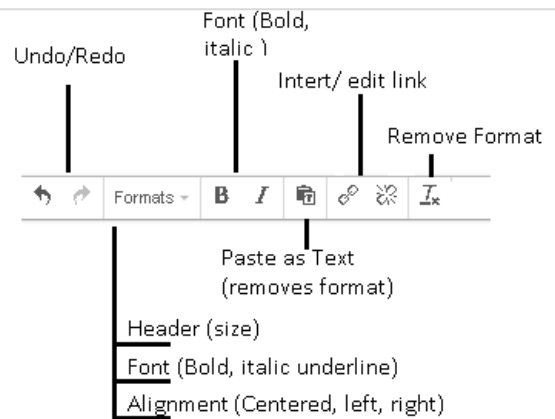 Font (Bold,
italic )
Undo/Redo
Intert/ edit link
Remove Format
Formats
B I T Ix
Paste as Text
(removes format)
Header (size)
Font (Bold, italic underline)
Alignment (Centered, left, right)